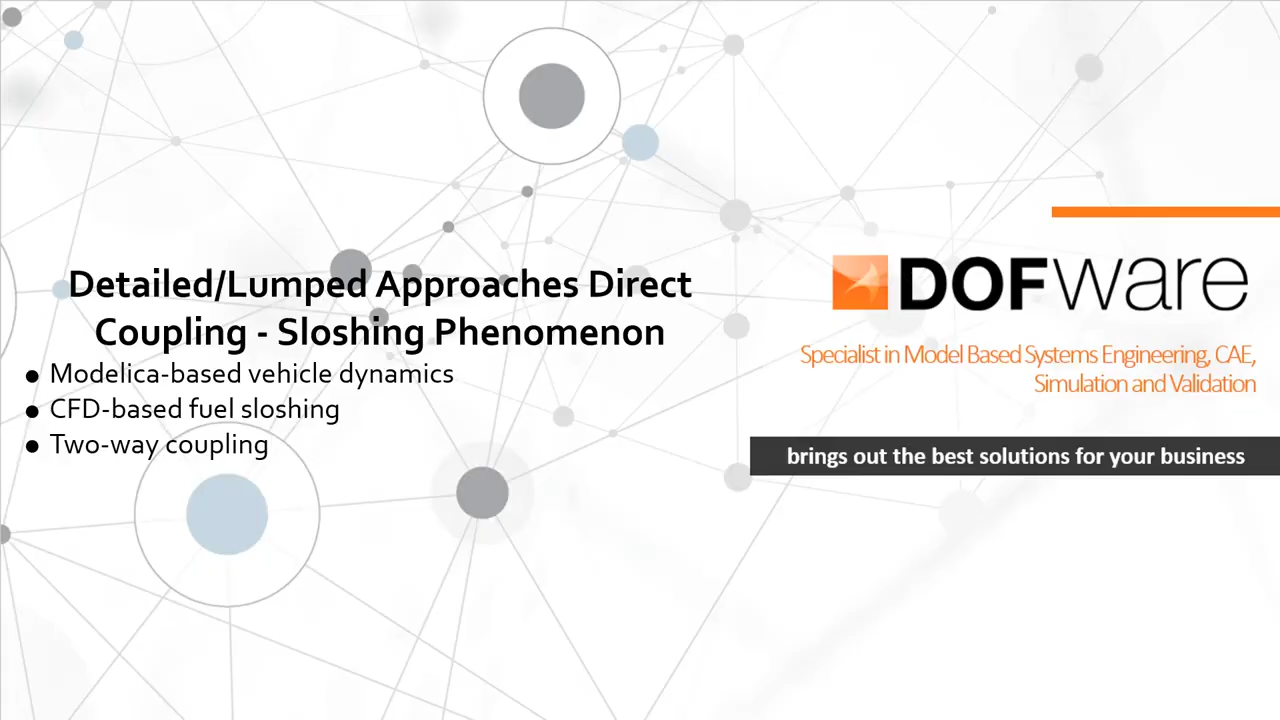 Detailed/Lumped Approaches Direct
Coupling - Sloshing Phenomenon
● Modelica-based vehicle dynamics
● CFD-based fuel sloshing
● Two-way coupling
DOFware
Specialist in Model Based Systems Engineering, CAE,
Simulation and Validation
brings out the best solutions for your business